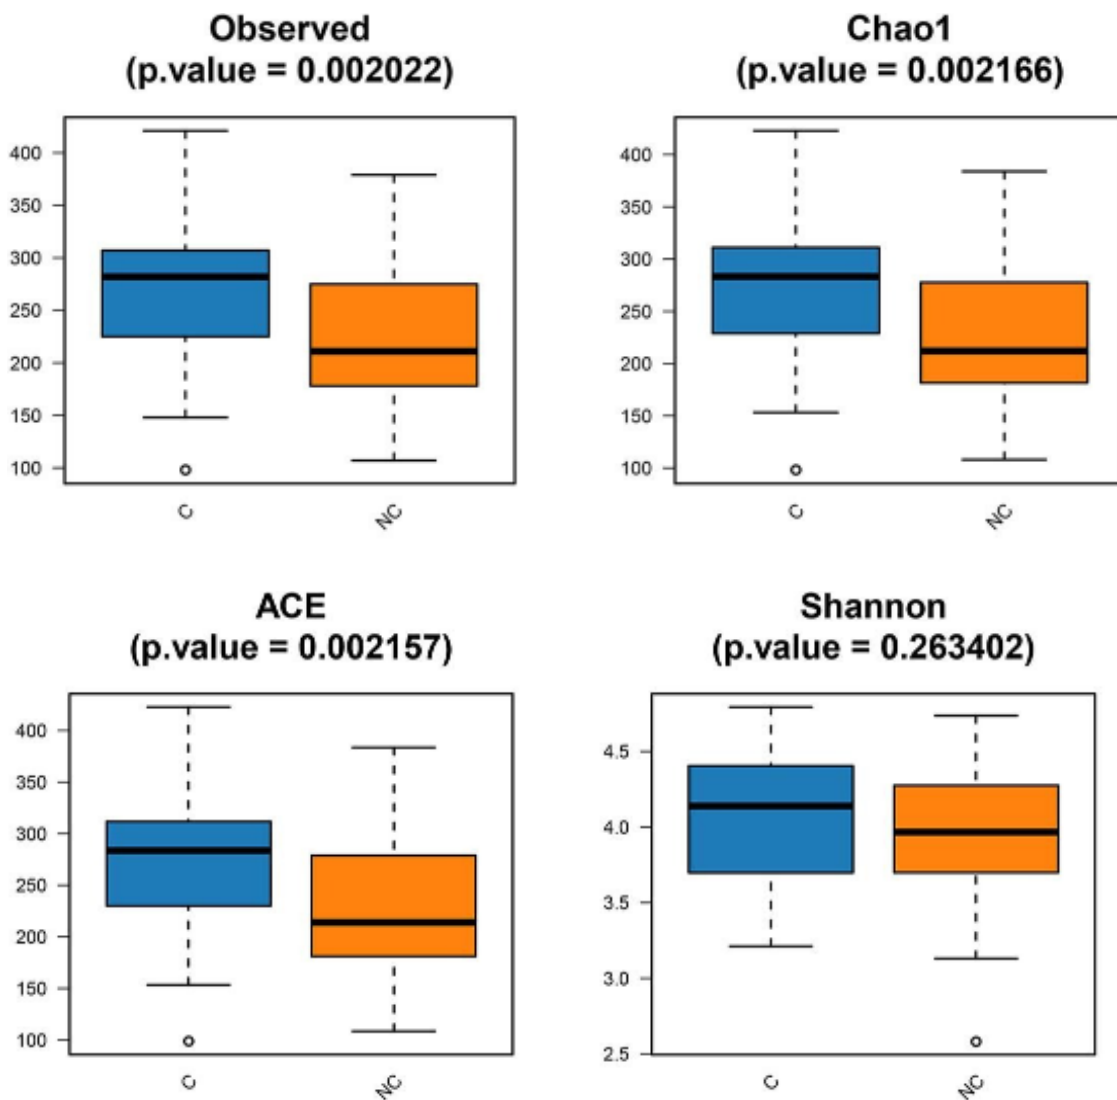 Observed
(p.value = 0.002022)
400
350
300
250
200
150
100
C
NC
Chao1
(p.value = 0.002166)
400
350
300
250
200
150
100
C
NC
ACE
(p.value = 0.002157)
400
350
300
250
200
150
100
C
NC
Shannon
(p.value = 0.263402)
4.5
4.0
3.5
3.0
2.5
C
NC